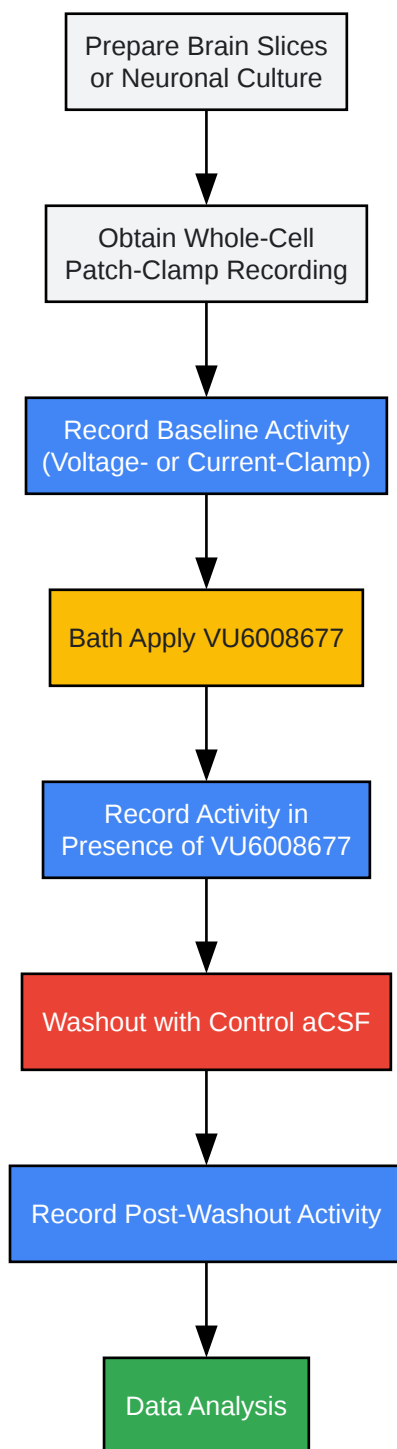 Prepare Brain Slices
or Neuronal Culture
Obtain Whole-Cell
Patch-Clamp Recording
Record Baseline Activity
(Voltage- or Current-Clamp)
Bath Apply VU6008677
Record Activity in
Presence of VU6008677
Washout with Control aCSF
Record Post-Washout Activity
Data Analysis